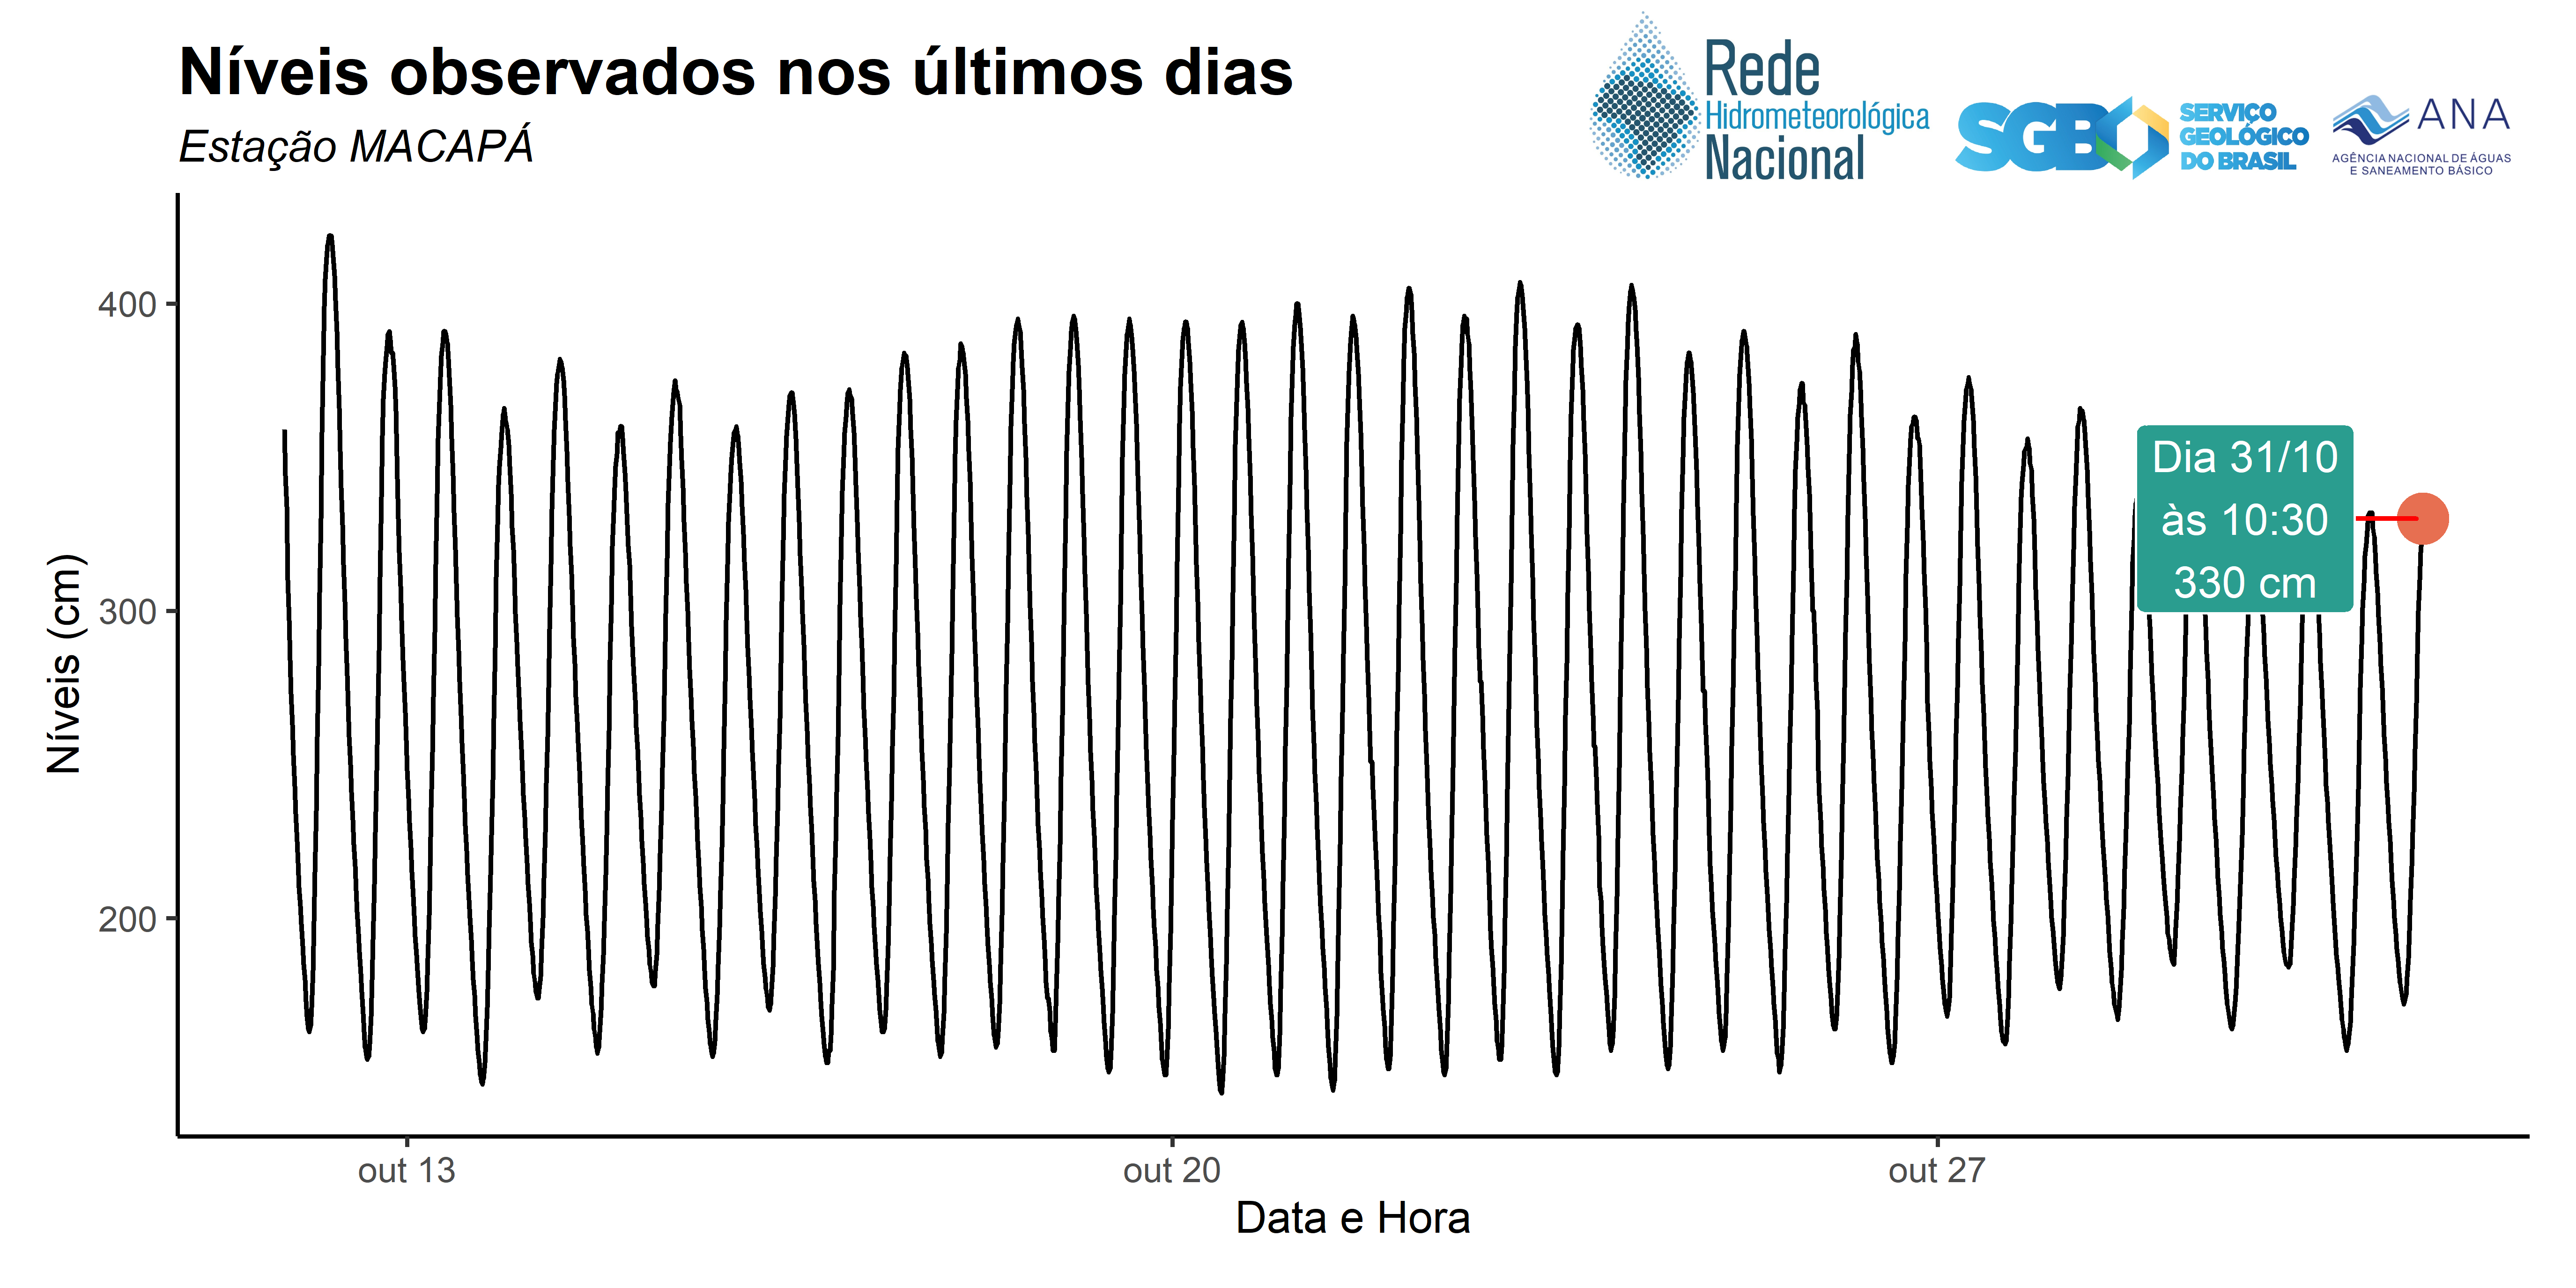 Níveis observados nos últimos dias
Estação MACAPÁ
Rede
Hidrometeorológica
Nacional
SGB
SERVIÇO
GEOLÓGICO
DO BRASIL
ANA
AGÊNCIA NACIONAL DE ÁGUAS
E SANEAMENTO BÁSICO
Níveis (cm)
400
300
200
Dia 31/10
às 10:30
330 cm
out 13
out 20
out 27
Data e Hora